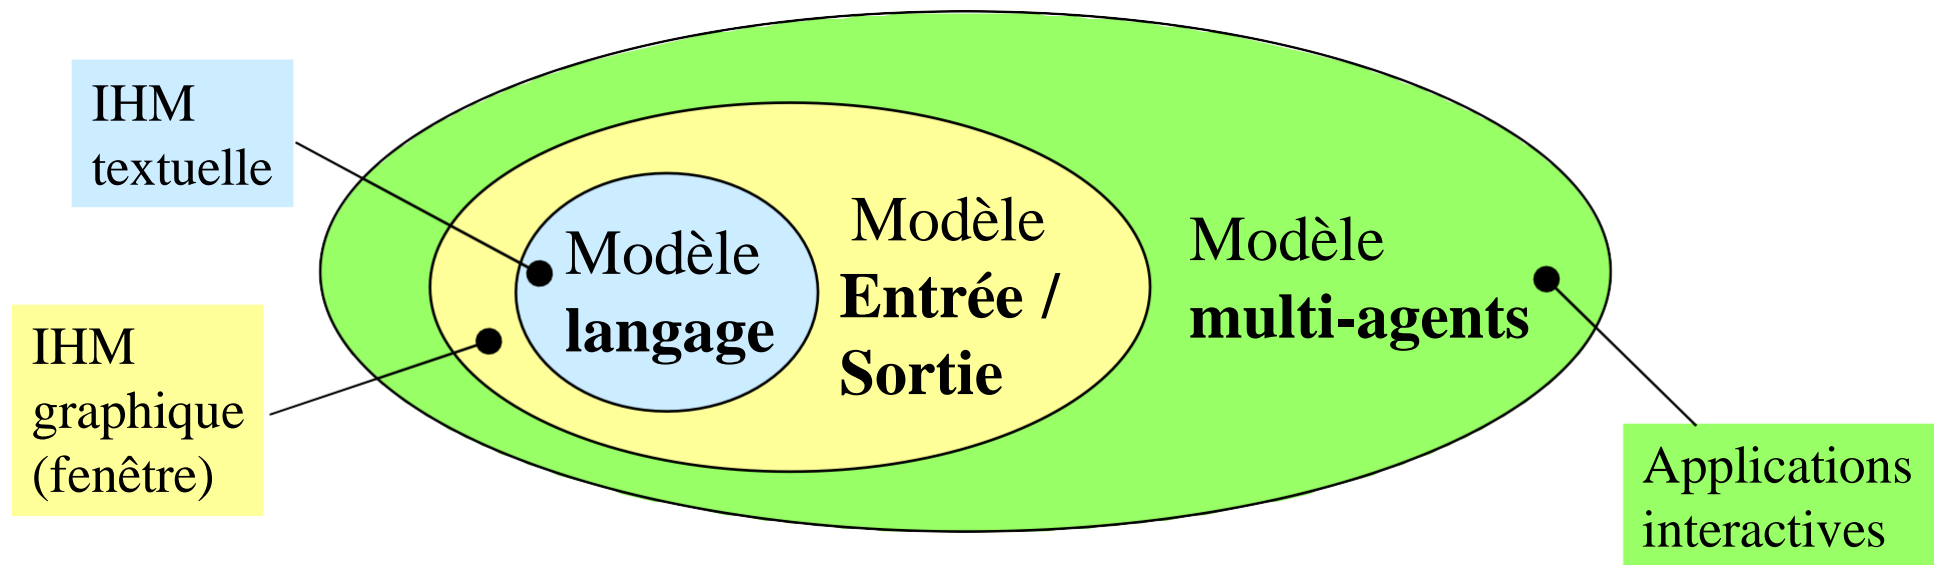 IHM
textuelle
IHM
graphique
(fenêtre)
Modèle
langage
Modèle
Entrée /
Sortie
Modèle
multi-agents
Applications
interactives